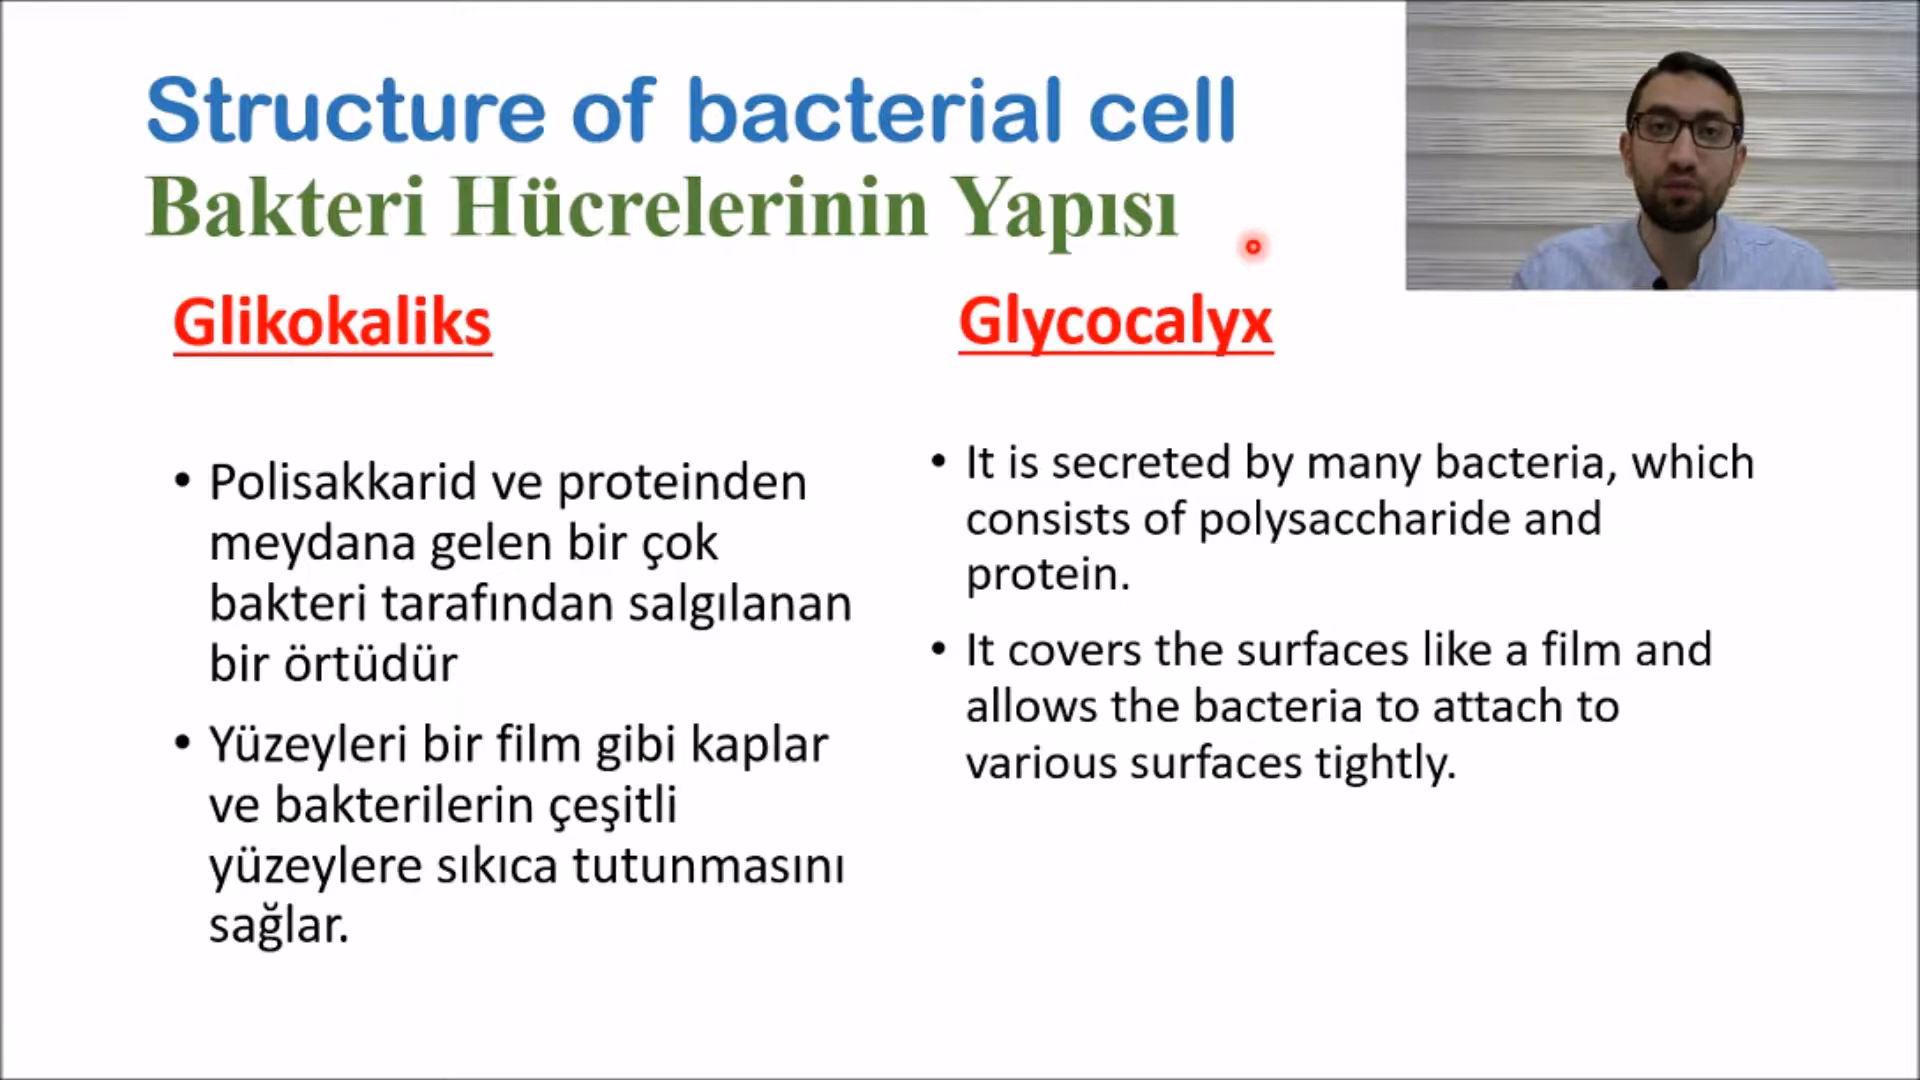 Structure of bacterial cell
Bakteri Hücrelerinin Yapısı
Glikokaliks
• Polisakkarid ve proteinden
meydana gelen bir çok
bakteri tarafından salgılanan
bir örtüdür
• Yüzeyleri bir film gibi kaplar
ve bakterilerin çeşitli
yüzeylere sıkıca tutunmasını
sağlar.
Glycocalyx
• It is secreted by many bacteria, which
consists of polysaccharide and
protein.
• It covers the surfaces like a film and
allows the bacteria to attach to
various surfaces tightly.